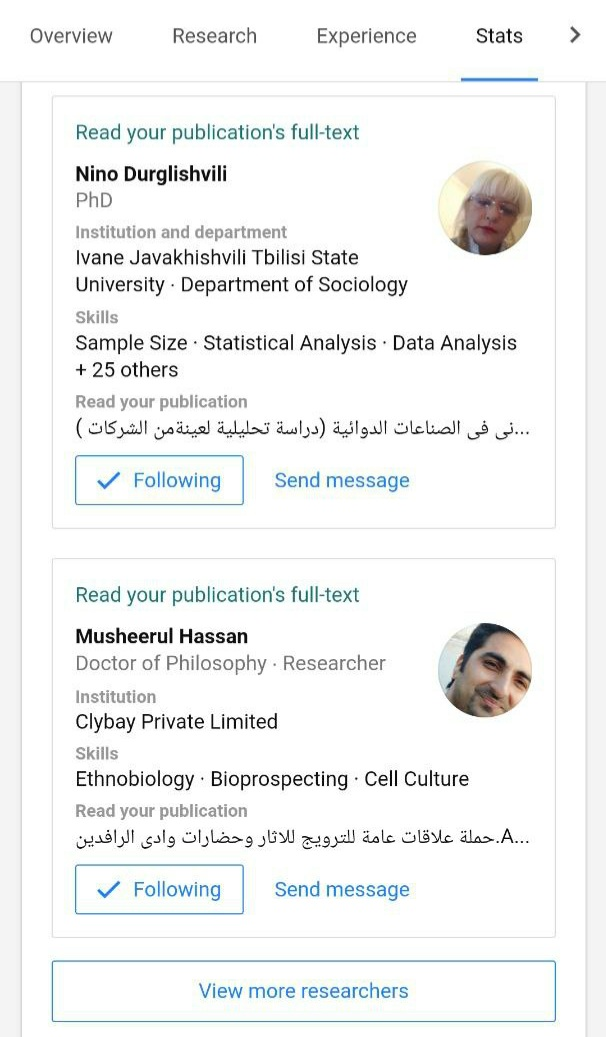 Overview Research Experience Stats
Read your publication's full-text
Nino Durglishvili
PhD
Institution and department
Ivane Javakhishvili Tbilisi State
University · Department of Sociology
Skills
Sample Size · Statistical Analysis · Data Analysis
+ 25 others
Read your publication
...نى فى الصناعات الدوائية (دراسة تحليلية لعينةمن الشركات )
Following Send message
Read your publication's full-text
Musheerul Hassan
Doctor of Philosophy · Researcher
Institution
Clybay Private Limited
Skills
Ethnobiology · Bioprospecting · Cell Culture
Read your publication
حملة علاقات عامة للترويج للاثار وحضارات وادى الرافدين.A...
Following Send message
View more researchers